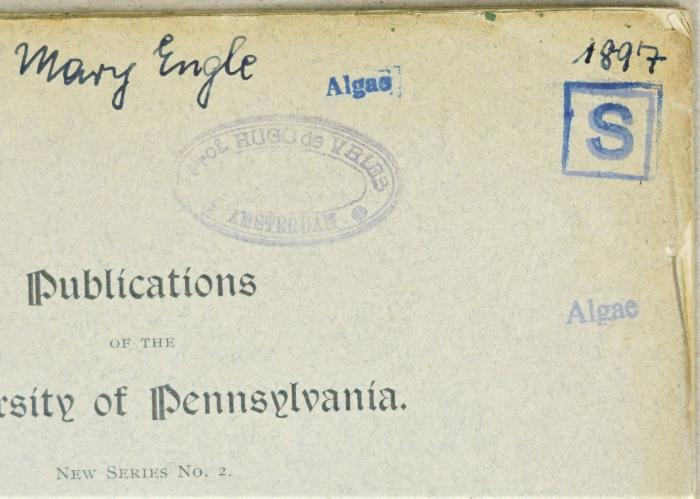 Mary Engle
1897
Algae
S
Prof. HUGO de VRIES
AMSTERDAM
Publications
OF THE
rsity of Pennsylvania.
Algae
NEW SERIES No. 2.